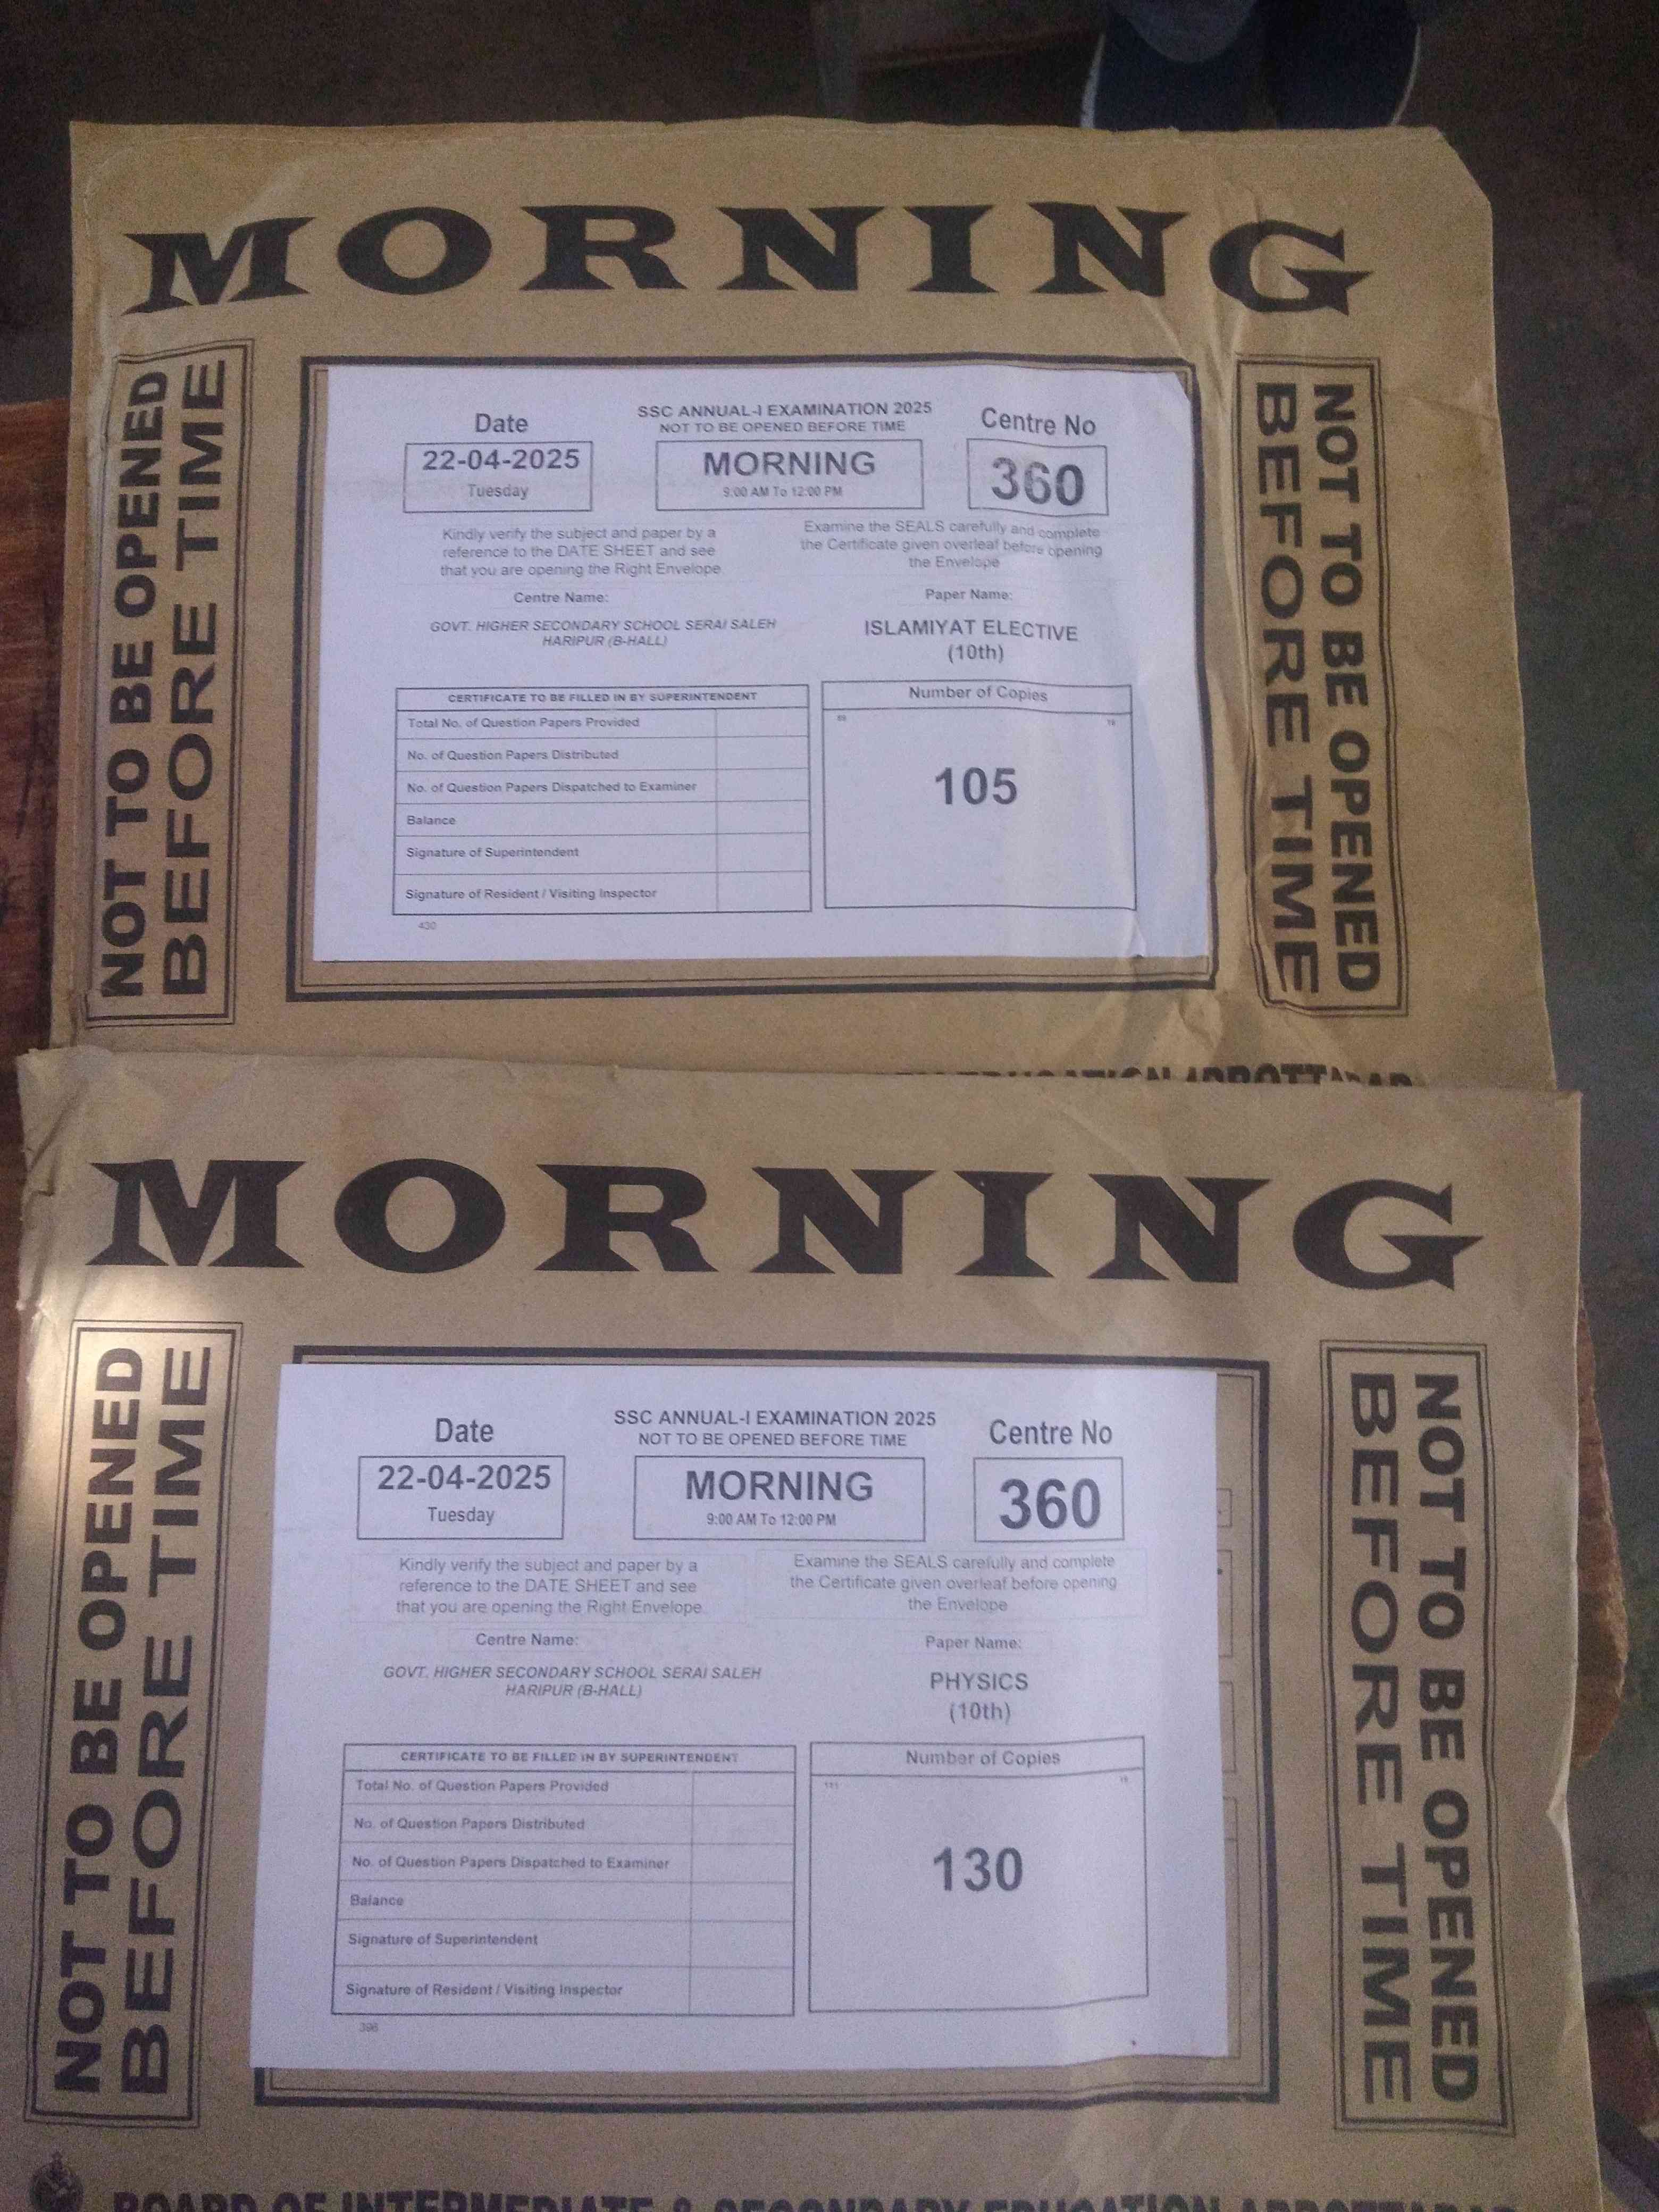 MORNING
NOT TO BE OPENED
BEFORE TIME
Date
22-04-2025
Tuesday
SSC ANNUAL-I EXAMINATION 2025
NOT TO BE OPENED BEFORE TIME
MORNING
9:00 AM To 12:00 PM
Centre No
360
Kindly verify the subject and paper by a
reference to the DATE SHEET and see
that you are opening the Right Envelope
Examine the SEALS carefully and complete
the Certificate given overleaf before opening
the Envelope
Centre Name:
GOVT. HIGHER SECONDARY SCHOOL SERAI SALEH
HARIPUR (B-HALL)
Paper Name:
ISLAMIYAT ELECTIVE
(10th)
CERTIFICATE TO BE FILLED IN BY SUPERINTENDENT
Total No. of Question Papers Provided
No. of Question Papers Distributed
No. of Question Papers Dispatched to Examiner
Balance
Signature of Superintendent
Signature of Resident / Visiting Inspector
430
Number of Copies
105
NOT TO BE OPENED
BEFORE TIME
EDUCATION ABBOTTABAD
MORNING
NOT TO BE OPENED
BEFORE TIME
Date
22-04-2025
Tuesday
SSC ANNUAL-I EXAMINATION 2025
NOT TO BE OPENED BEFORE TIME
MORNING
9:00 AM To 12:00 PM
Centre No
360
Kindly verify the subject and paper by a
reference to the DATE SHEET and see
that you are opening the Right Envelope
Examine the SEALS carefully and complete
the Certificate given overleaf before opening
the Envelope
Centre Name:
GOVT. HIGHER SECONDARY SCHOOL SERAI SALEH
HARIPUR (B-HALL)
Paper Name:
PHYSICS
(10th)
CERTIFICATE TO BE FILLED IN BY SUPERINTENDENT
Total No. of Question Papers Provided
No. of Question Papers Distributed
No. of Question Papers Dispatched to Examiner
Balance
Signature of Superintendent
Signature of Resident / Visiting Inspector
396
Number of Copies
130
NOT TO BE OPENED
BEFORE TIME
BOARD OF INTERMEDIATE & SECONDARY EDUCATION